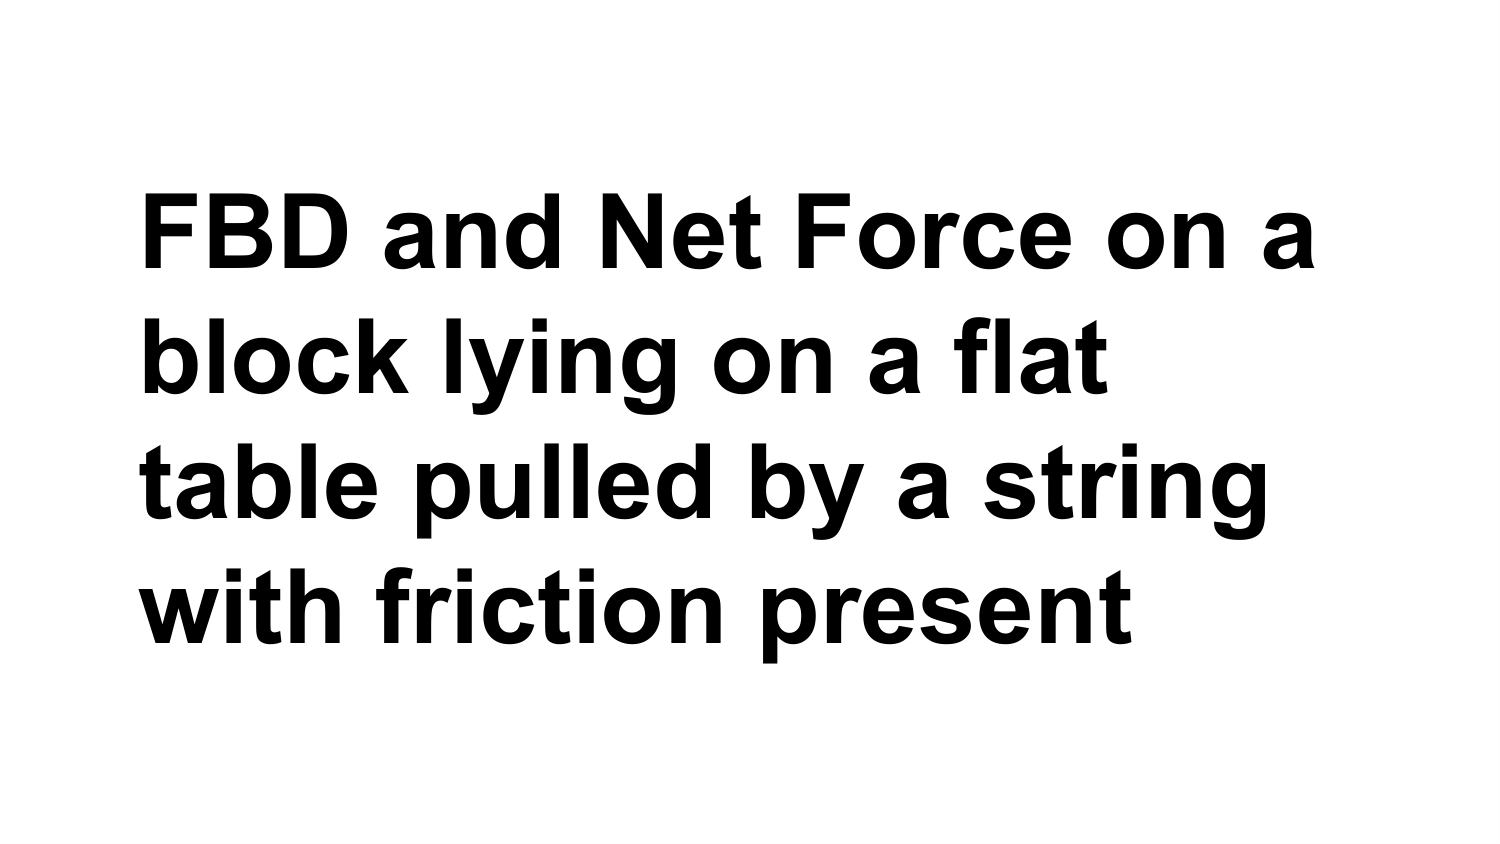 FBD and Net Force on a
block lying on a flat
table pulled by a string
with friction present